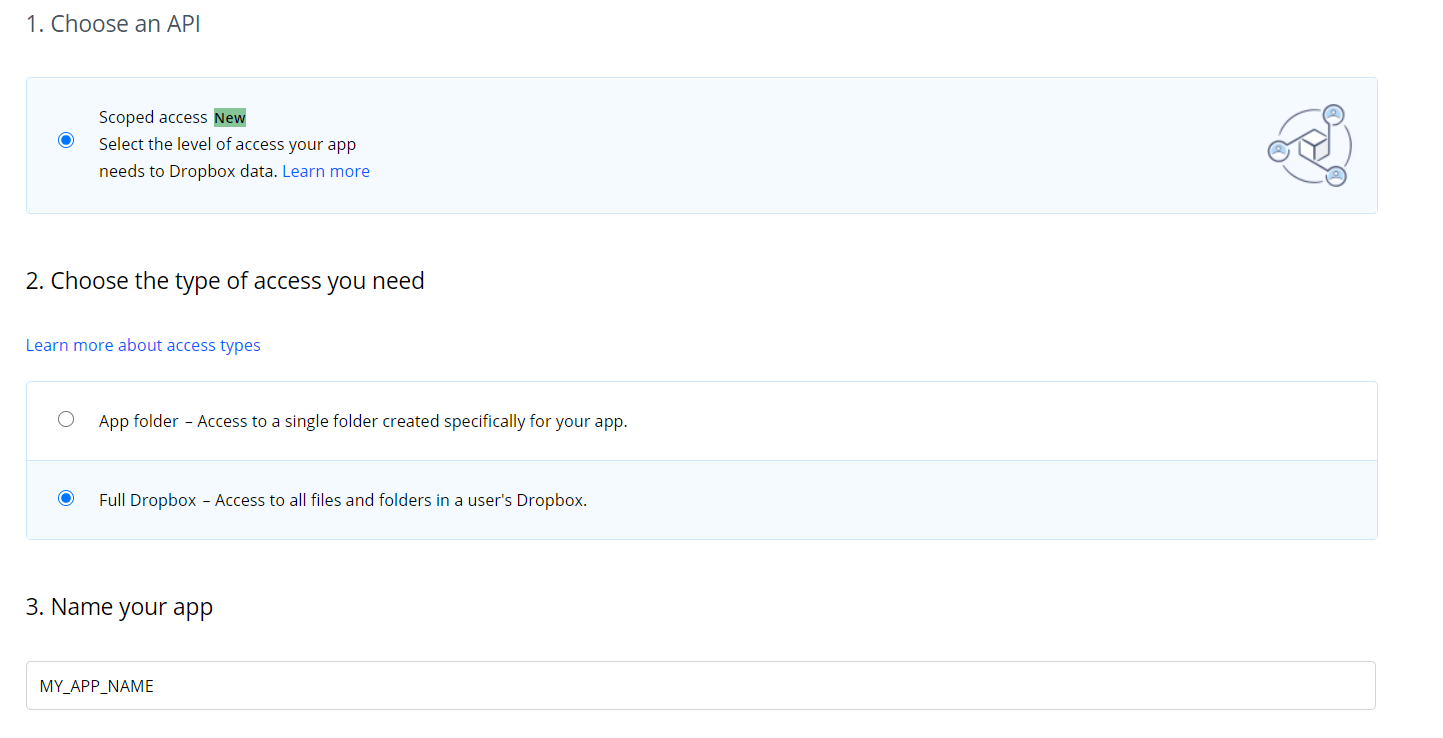 1. Choose an API
Scoped access New
Select the level of access your app
needs to Dropbox data. Learn more
2. Choose the type of access you need
Learn more about access types
App folder – Access to a single folder created specifically for your app.
Full Dropbox – Access to all files and folders in a user's Dropbox.
3. Name your app
MY_APP_NAME